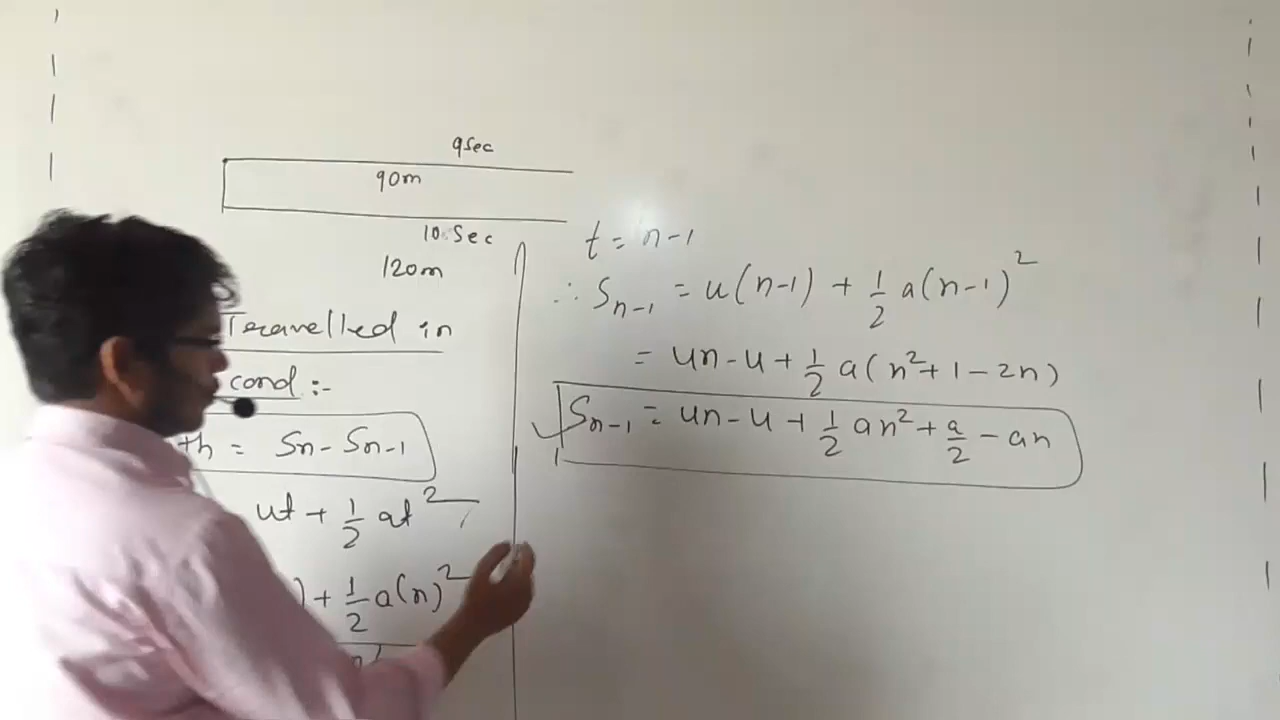 9sec
90m
10 Sec
120m
Travelled in
cond :-
th = Sn - Sn-1
ut + 1/2 at²
) + 1/2 a(n)²
t = n-1
∴ Sn-1 = u(n-1) + 1/2 a(n-1)²
= un - u + 1/2 a(n² + 1 - 2n)
Sn-1 = un - u + 1/2 an² + a/2 - an